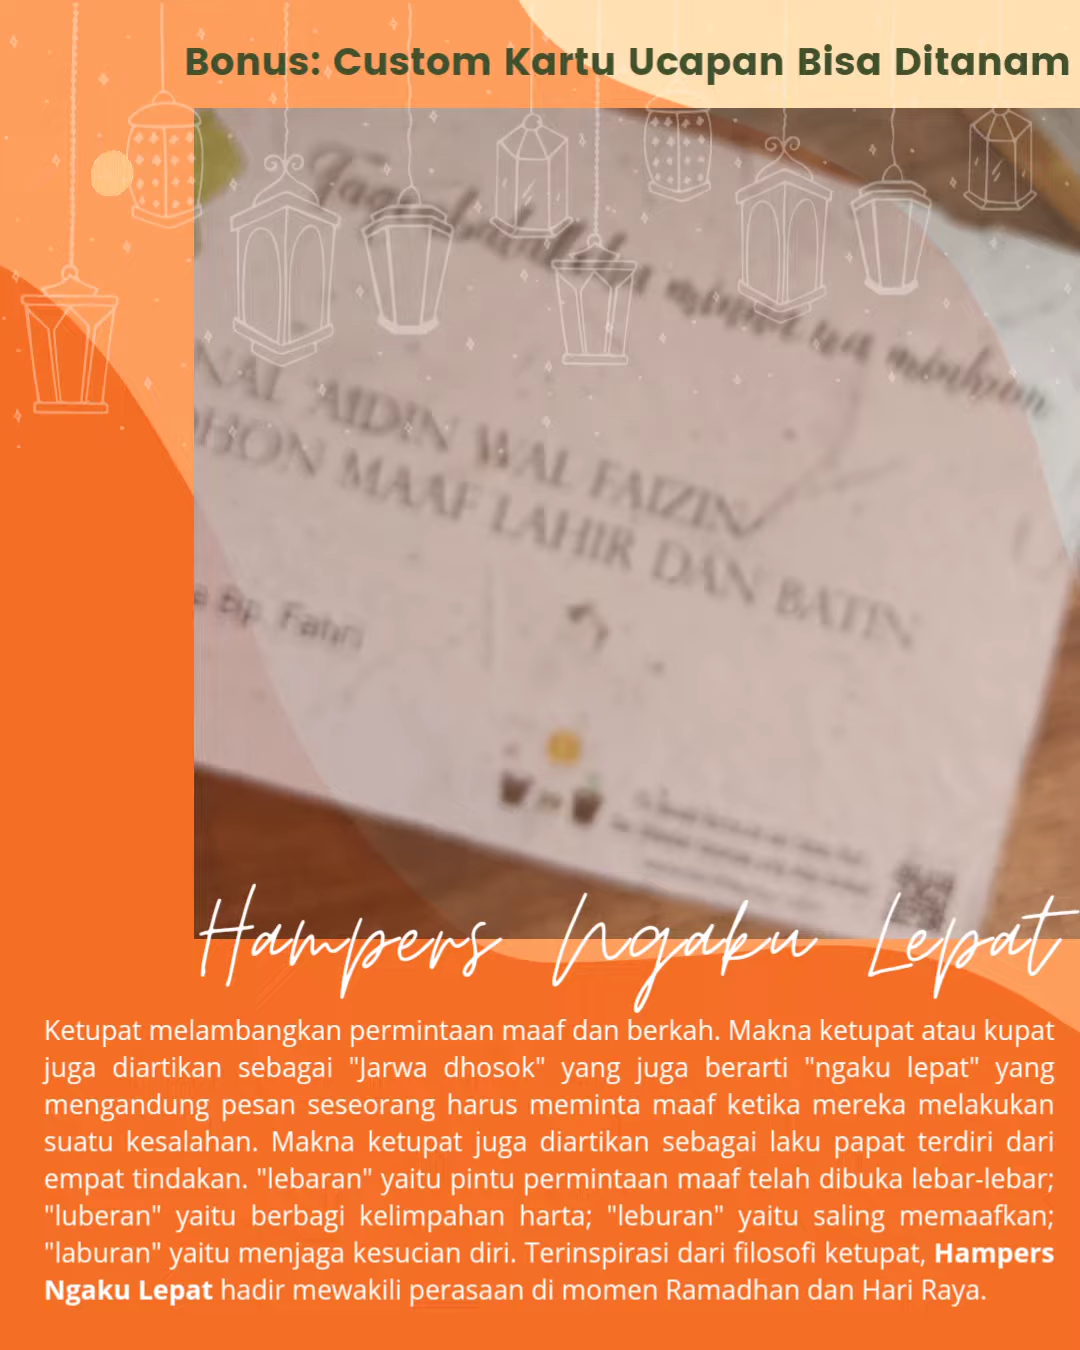 Bonus: Custom Kartu Ucapan Bisa Ditanam
minal wa minkum
NAL 'AIDIN WAL FAIZIN
HON MAAF LAHIR DAN BATIN
Bp. Fahri
Hampers Ngaku Lepat
Ketupat melambangkan permintaan maaf dan berkah. Makna ketupat atau kupat
juga diartikan sebagai "Jarwa dhosok" yang juga berarti "ngaku lepat" yang
mengandung pesan seseorang harus meminta maaf ketika mereka melakukan
suatu kesalahan. Makna ketupat juga diartikan sebagai laku papat terdiri dari
empat tindakan. "lebaran" yaitu pintu permintaan maaf telah dibuka lebar-lebar;
"luberan" yaitu berbagi kelimpahan harta; "leburan" yaitu saling memaafkan;
"laburan" yaitu menjaga kesucian diri. Terinspirasi dari filosofi ketupat, Hampers
Ngaku Lepat hadir mewakili perasaan di momen Ramadhan dan Hari Raya.